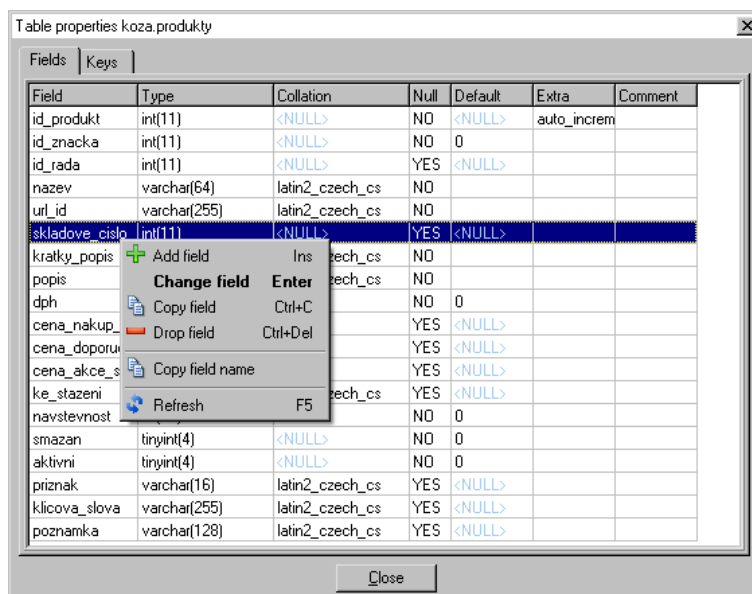 Table properties koza.produkty
Fields Keys
Field Type Collation Null Default Extra Comment
id_produkt int(11) <NULL> NO <NULL> auto_increm
id_znacka int(11) <NULL> NO 0
id_rada int(11) <NULL> YES <NULL>
nazev varchar(64) latin2_czech_cs NO
url_id varchar(255) latin2_czech_cs NO
skladove_cislo int(11) <NULL> YES <NULL>
kratky_popis zech_cs NO
Add field Ins
popis zech_cs NO
Change field Enter
dph NO 0
Copy field Ctrl+C
cena_nakup_ YES <NULL>
Drop field Ctrl+Del
cena_doporu YES <NULL>
cena_akce_s YES <NULL>
Copy field name
ke_stazeni zech_cs YES <NULL>
Refresh F5
navstevnost NO 0
smazan tinyint(4) <NULL> NO 0
aktivni tinyint(4) <NULL> NO 0
priznak varchar(16) latin2_czech_cs YES <NULL>
klicova_slova varchar(255) latin2_czech_cs YES <NULL>
poznamka varchar(128) latin2_czech_cs YES <NULL>
Close